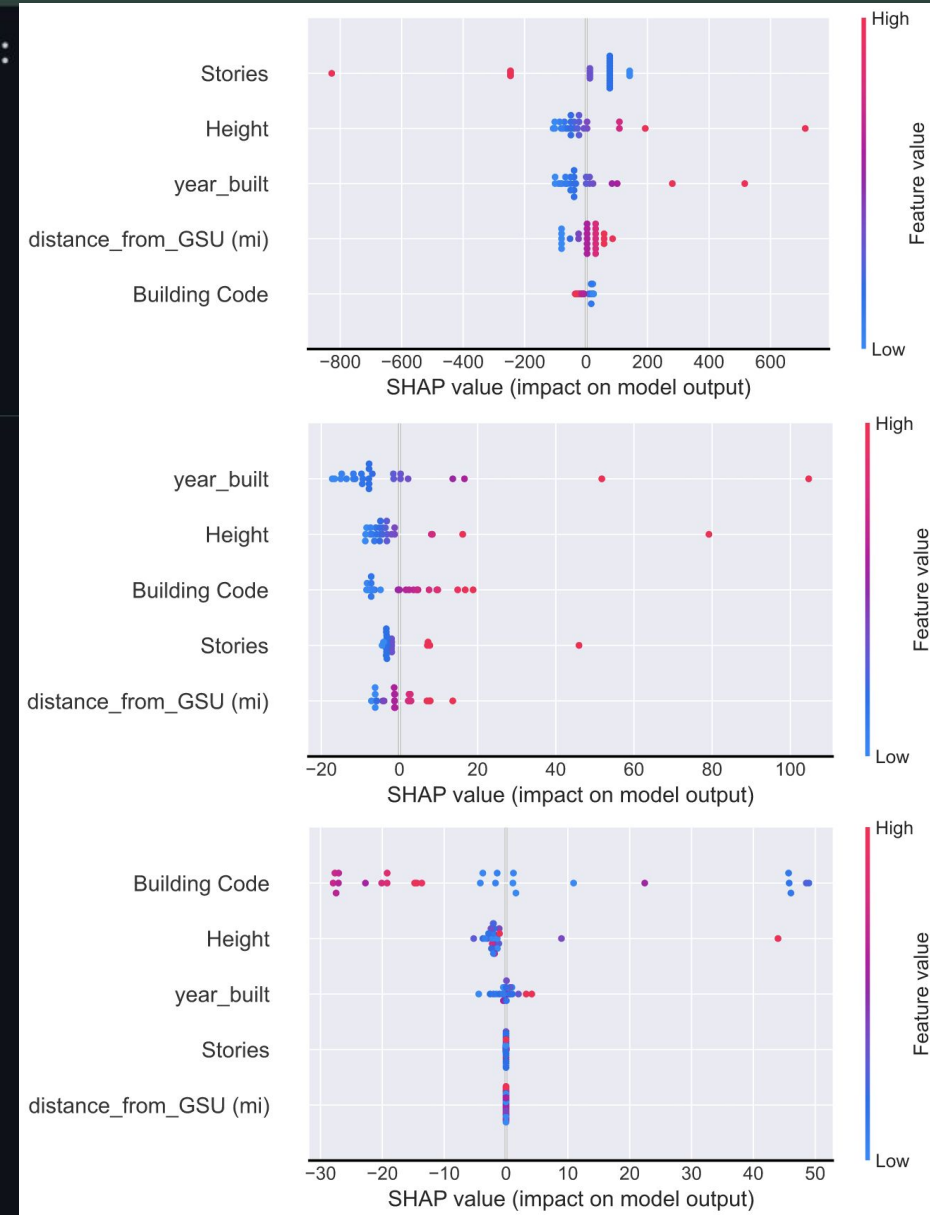 High
Stories
Height
year_built
distance_from_GSU (mi)
Building Code
Feature value
Low
−800 −600 −400 −200 0 200 400 600
SHAP value (impact on model output)
High
year_built
Height
Building Code
Stories
distance_from_GSU (mi)
Feature value
Low
−20 0 20 40 60 80 100
SHAP value (impact on model output)
High
Building Code
Height
year_built
Stories
distance_from_GSU (mi)
Feature value
Low
−30 −20 −10 0 10 20 30 40 50
SHAP value (impact on model output)